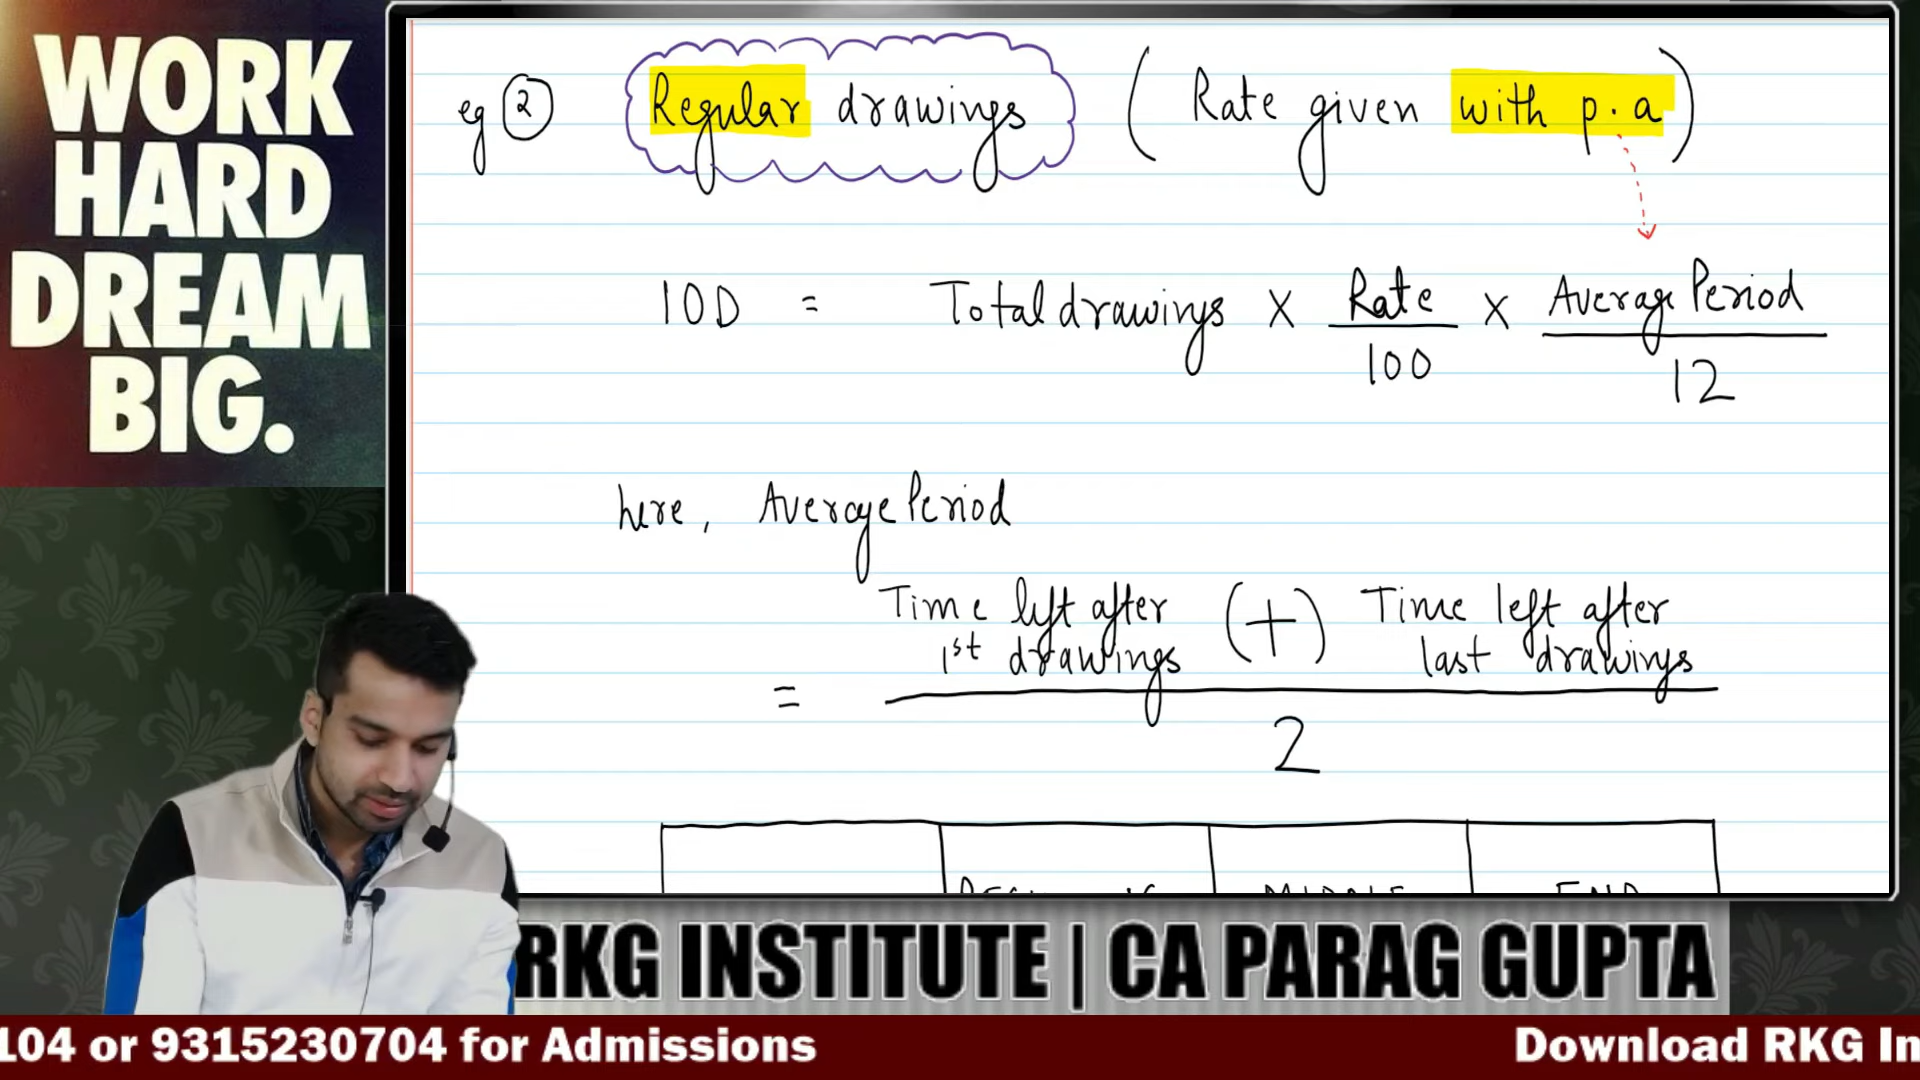 WORK
HARD
DREAM
BIG.
eg ② Regular drawings ( Rate given with p.a )
IOD = Total drawings X Rate/100 X Average Period/12
here, Average Period
= Time left after 1st drawings (+) Time left after last drawings
2
MIDDLE END
RKG INSTITUTE | CA PARAG GUPTA
104 or 9315230704 for Admissions
Download RKG In